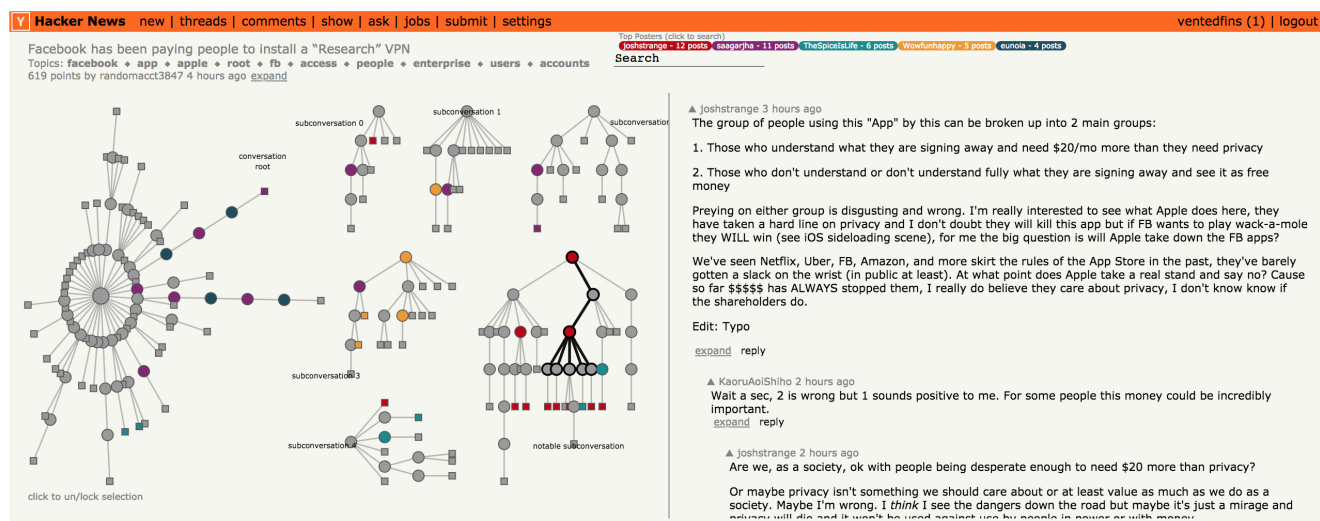 Y Hacker News new | threads | comments | show | ask | jobs | submit | settings ventedfins (1) | logout
Facebook has been paying people to install a “Research” VPN
Topics: facebook ◆ app ◆ apple ◆ root ◆ fb ◆ access ◆ people ◆ enterprise ◆ users ◆ accounts
619 points by randomacct3847 4 hours ago expand
Top Posters (click to search)
joshstrange - 12 posts saagarjha - 11 posts TheSpiceIsLife - 6 posts Wowfunhappy - 5 posts eunoia - 4 posts
Search
conversation
root
click to un/lock selection
subconversation 0
subconversation 1
subconversation
subconversation 3
subconversation 4
notable subconversation
▲ joshstrange 3 hours ago
The group of people using this "App" by this can be broken up into 2 main groups:
1. Those who understand what they are signing away and need $20/mo more than they need privacy
2. Those who don't understand or don't understand fully what they are signing away and see it as free
money
Preying on either group is disgusting and wrong. I'm really interested to see what Apple does here, they
have taken a hard line on privacy and I don't doubt they will kill this app but if FB wants to play wack-a-mole
they WILL win (see iOS sideloading scene), for me the big question is will Apple take down the FB apps?
We've seen Netflix, Uber, FB, Amazon, and more skirt the rules of the App Store in the past, they've barely
gotten a slack on the wrist (in public at least). At what point does Apple take a real stand and say no? Cause
so far $$$$$ has ALWAYS stopped them, I really do believe they care about privacy, I don't know know if
the shareholders do.
Edit: Typo
expand reply
▲ KaoruAoiShiho 2 hours ago
Wait a sec, 2 is wrong but 1 sounds positive to me. For some people this money could be incredibly
important.
expand reply
▲ joshstrange 2 hours ago
Are we, as a society, ok with people being desperate enough to need $20 more than privacy?
Or maybe privacy isn't something we should care about or at least value as much as we do as a
society. Maybe I'm wrong. I think I see the dangers down the road but maybe it's just a mirage and
privacy will die and it won't be used against use by people in power or with money.